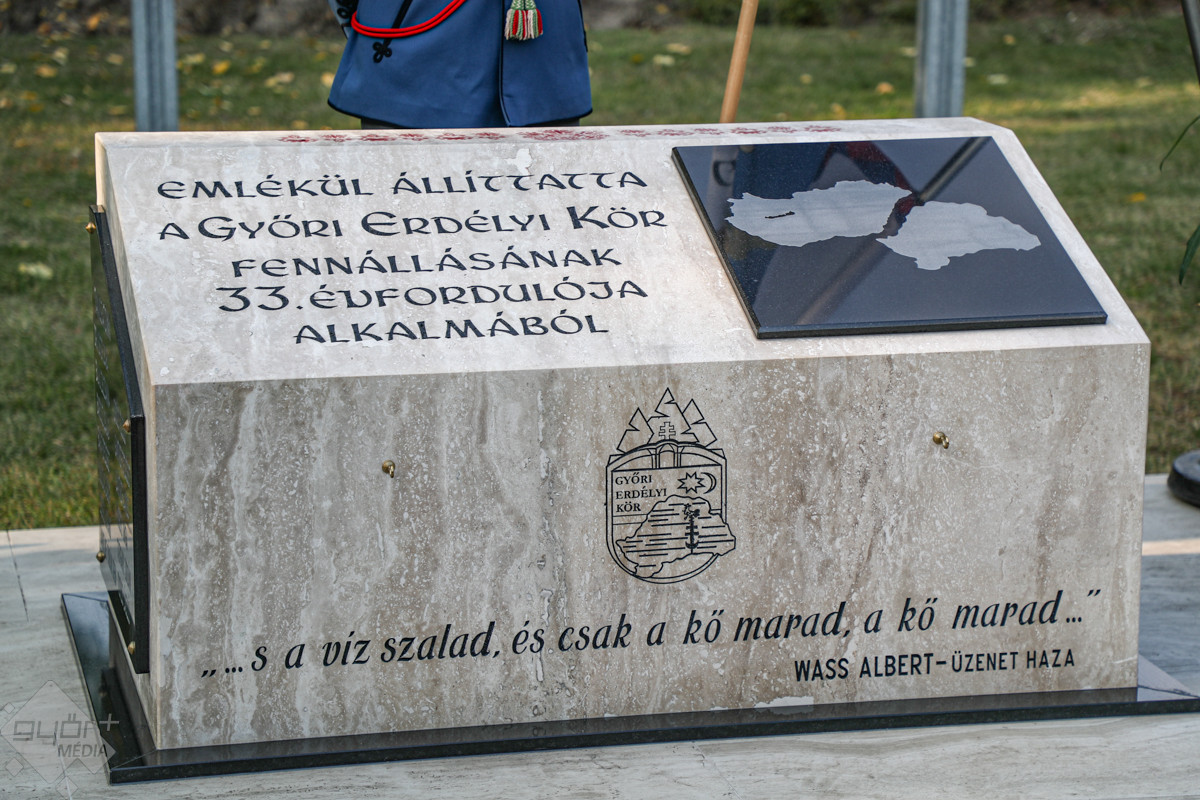 EMLÉKÜL ÁLLÍTTATTA
A GYŐRI ERDÉLYI KÖR
FENNÁLLÁSÁNAK
33. ÉVFORDULÓJA
ALKALMÁBÓL
GYŐRI
ERDÉLYI
KÖR
„...s a víz szalad, és csak a kő marad, a kő marad..."
WASS ALBERT-ÜZENET HAZA
győr+
MÉDIA